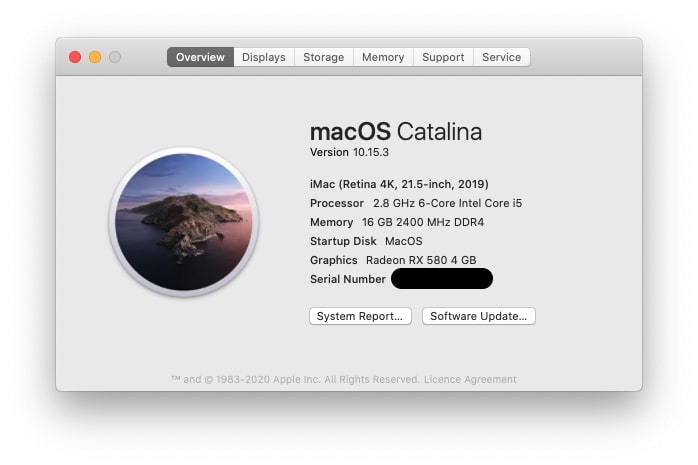 Overview Displays Storage Memory Support Service
macOS Catalina
Version 10.15.3
iMac (Retina 4K, 21.5-inch, 2019)
Processor 2.8 GHz 6-Core Intel Core i5
Memory 16 GB 2400 MHz DDR4
Startup Disk MacOS
Graphics Radeon RX 580 4 GB
Serial Number
System Report... Software Update...
™ and © 1983-2020 Apple Inc. All Rights Reserved. Licence Agreement